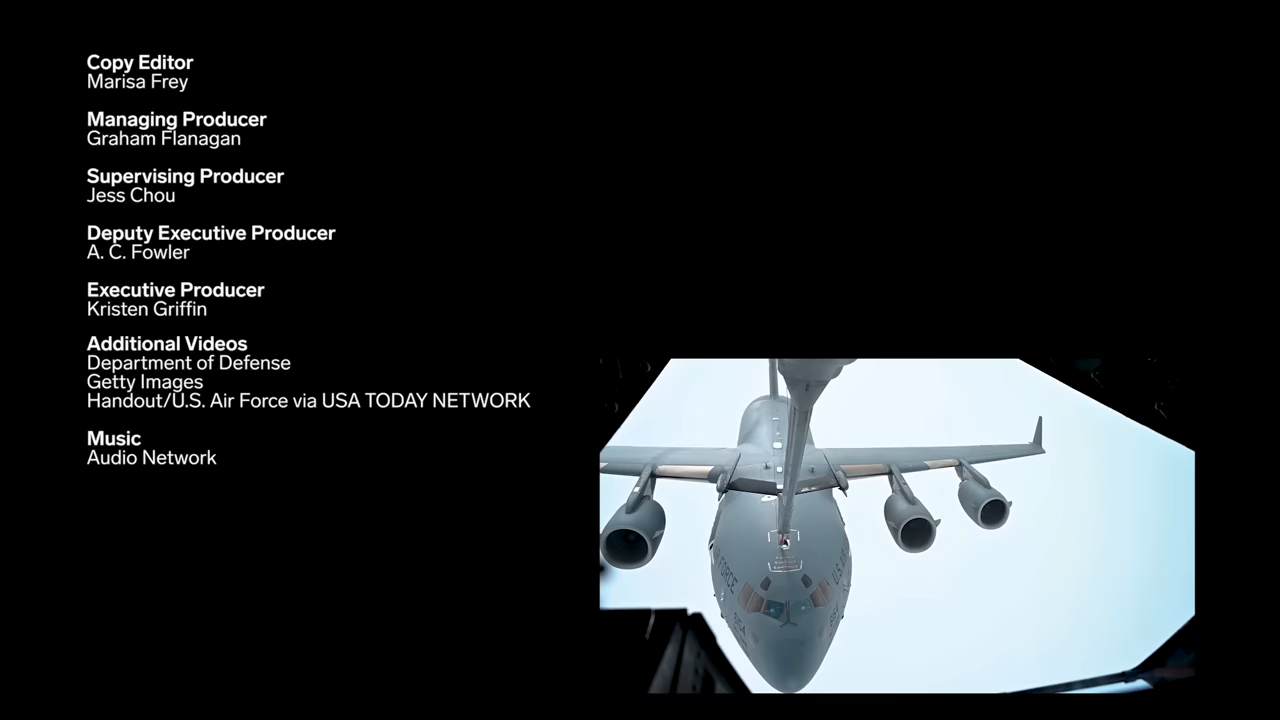 Copy Editor
Marisa Frey
Managing Producer
Graham Flanagan
Supervising Producer
Jess Chou
Deputy Executive Producer
A. C. Fowler
Executive Producer
Kristen Griffin
Additional Videos
Department of Defense
Getty Images
Handout/U.S. Air Force via USA TODAY NETWORK
Music
Audio Network